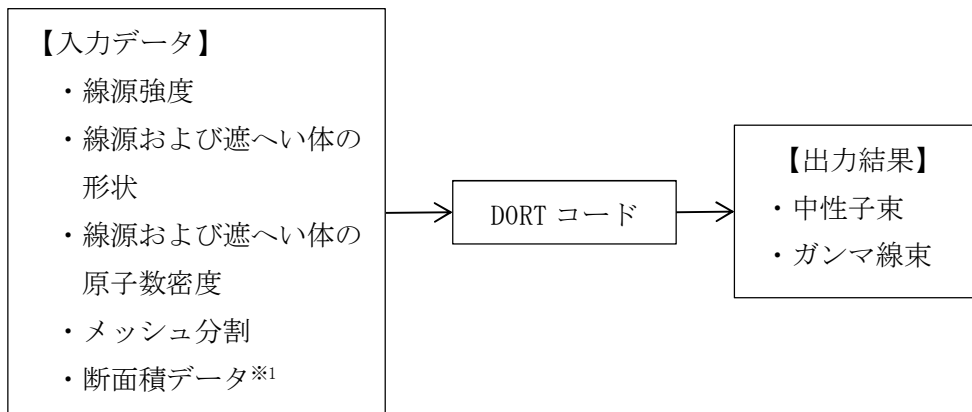 【入力データ】
・線源強度
・線源および遮へい体の
形状
・線源および遮へい体の
原子数密度
・メッシュ分割
・断面積データ※1
DORT コード
【出力結果】
・中性子束
・ガンマ線束